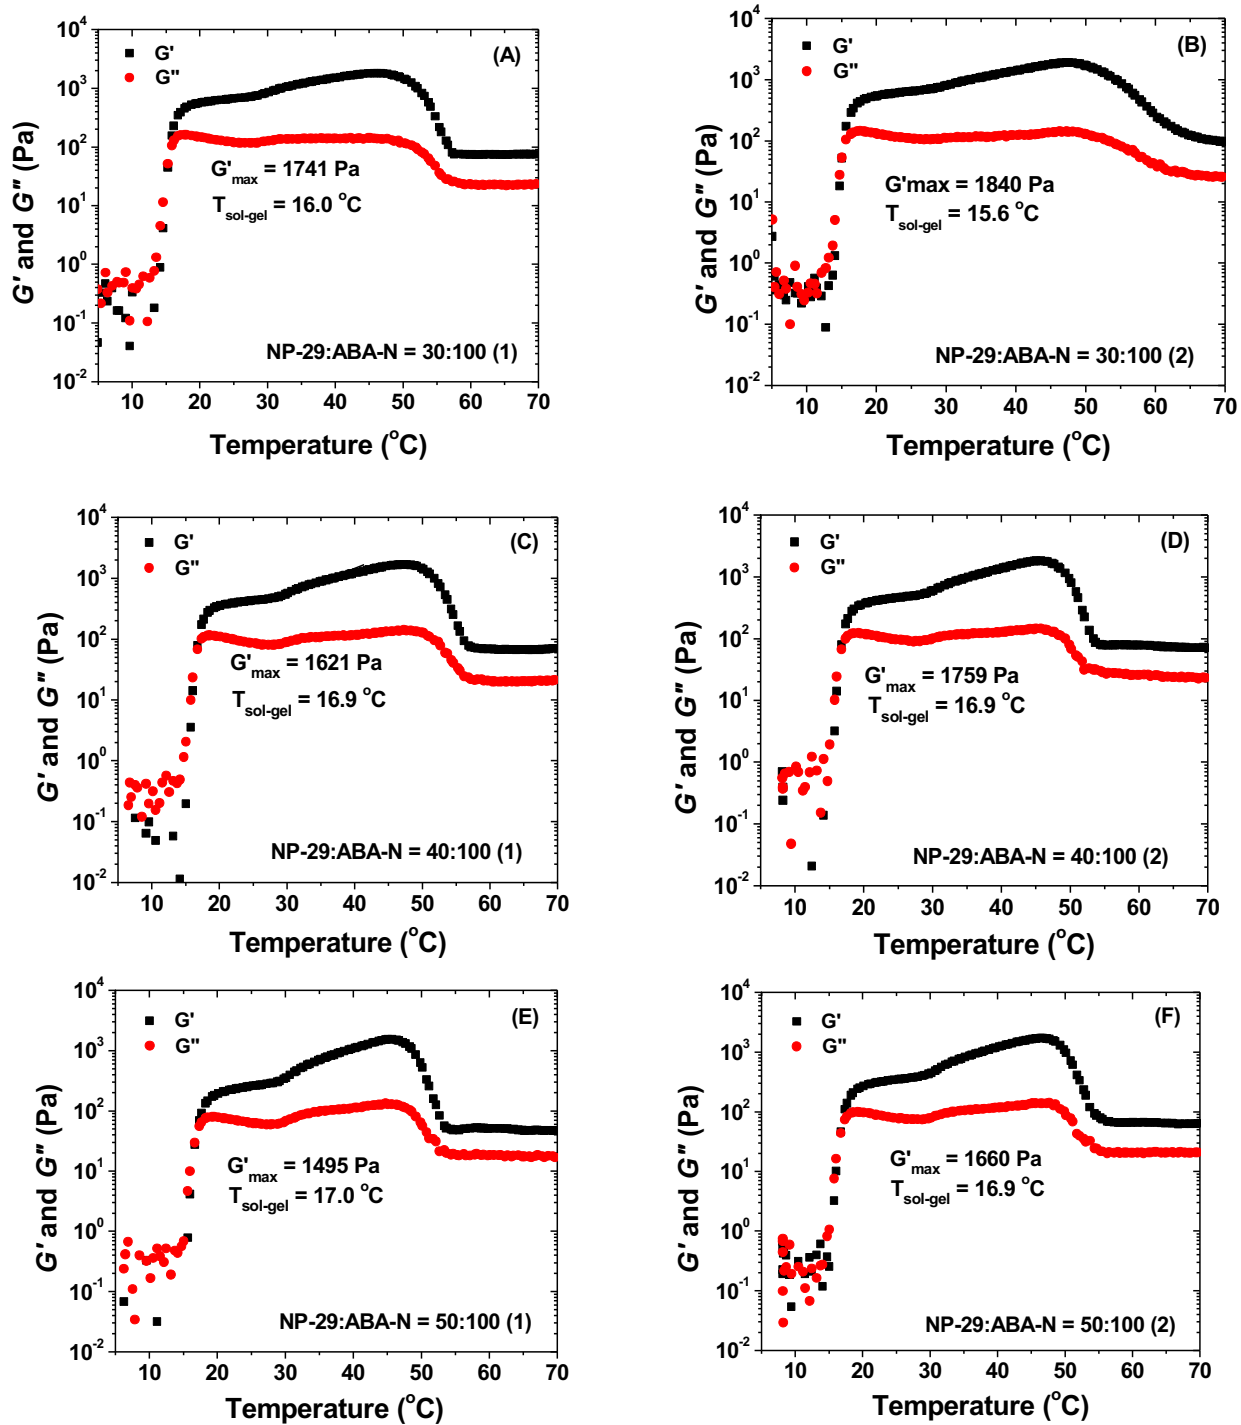 G' and G" (Pa)
10⁴
10³
10²
10¹
10⁰
10⁻¹
10⁻²
G'
G"
(A)
G'max = 1741 Pa
Tsol-gel = 16.0 °C
NP-29:ABA-N = 30:100 (1)
10 20 30 40 50 60 70
Temperature (°C)
G' and G" (Pa)
10⁴
10³
10²
10¹
10⁰
10⁻¹
10⁻²
G'
G"
(B)
G'max = 1840 Pa
Tsol-gel = 15.6 °C
NP-29:ABA-N = 30:100 (2)
10 20 30 40 50 60 70
Temperature (°C)
G' and G" (Pa)
10⁴
10³
10²
10¹
10⁰
10⁻¹
10⁻²
G'
G"
(C)
G'max = 1621 Pa
Tsol-gel = 16.9 °C
NP-29:ABA-N = 40:100 (1)
10 20 30 40 50 60 70
Temperature (°C)
G' and G" (Pa)
10⁴
10³
10²
10¹
10⁰
10⁻¹
10⁻²
G'
G"
(D)
G'max = 1759 Pa
Tsol-gel = 16.9 °C
NP-29:ABA-N = 40:100 (2)
10 20 30 40 50 60 70
Temperature (°C)
G' and G" (Pa)
10⁴
10³
10²
10¹
10⁰
10⁻¹
10⁻²
G'
G"
(E)
G'max = 1495 Pa
Tsol-gel = 17.0 °C
NP-29:ABA-N = 50:100 (1)
10 20 30 40 50 60 70
Temperature (°C)
G' and G" (Pa)
10⁴
10³
10²
10¹
10⁰
10⁻¹
10⁻²
G'
G"
(F)
G'max = 1660 Pa
Tsol-gel = 16.9 °C
NP-29:ABA-N = 50:100 (2)
10 20 30 40 50 60 70
Temperature (°C)